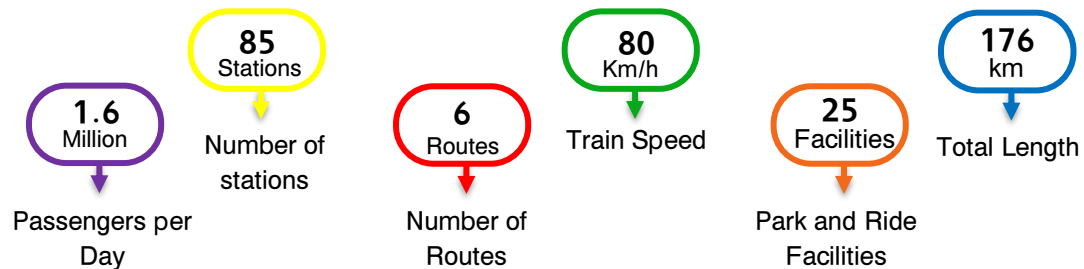 1.6
Million
Passengers per
Day
85
Stations
Number of
stations
6
Routes
Number of
Routes
80
Km/h
Train Speed
25
Facilities
Park and Ride
Facilities
176
km
Total Length